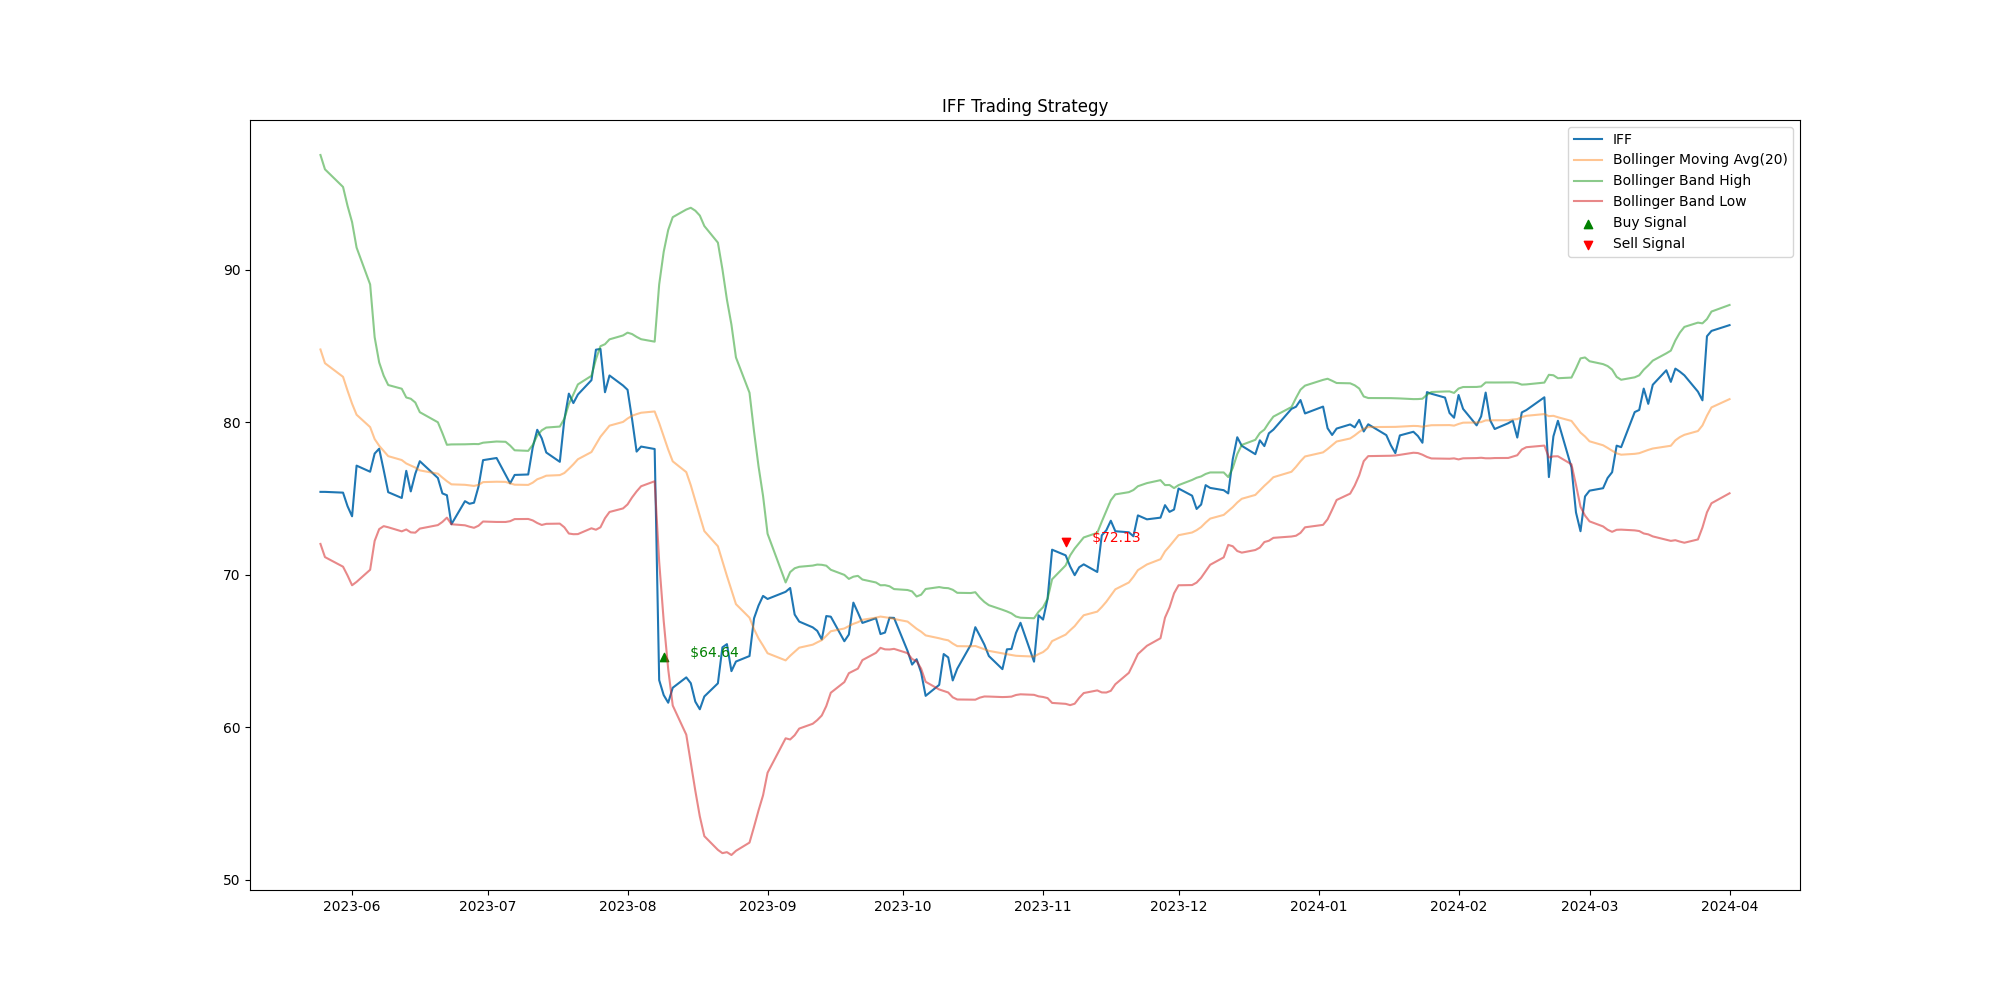 IFF Trading Strategy
IFF
Bollinger Moving Avg(20)
Bollinger Band High
Bollinger Band Low
Buy Signal
Sell Signal
90
80
70
60
50
$72.13
$64.64
2023-06 2023-07 2023-08 2023-09 2023-10 2023-11 2023-12 2024-01 2024-02 2024-03 2024-04